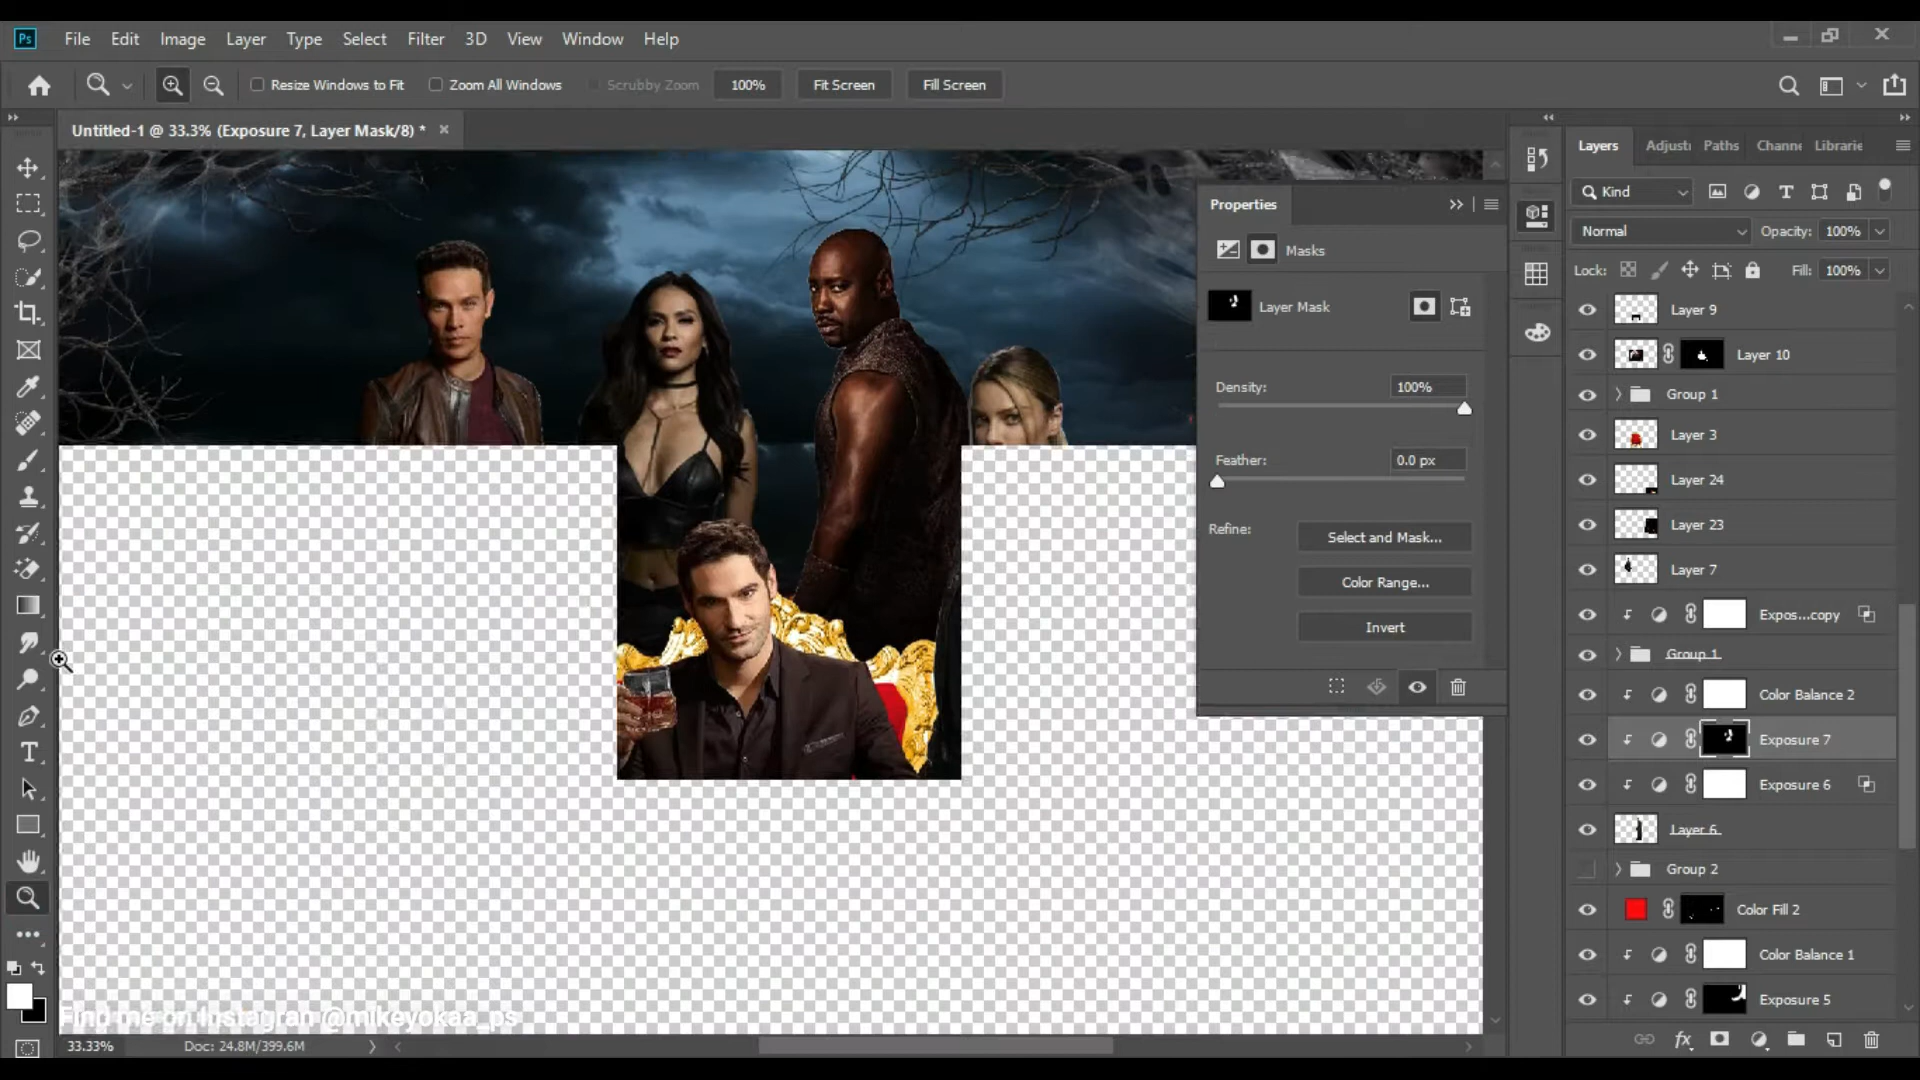 Ps File Edit Image Layer Type Select Filter 3D View Window Help
Resize Windows to Fit Zoom All Windows Scrubby Zoom 100% Fit Screen Fill Screen
Untitled-1 @ 33.3% (Exposure 7, Layer Mask/8) *
Properties
Masks
Layer Mask
Density: 100%
Feather: 0.0 px
Refine:
Select and Mask...
Color Range...
Invert
Layers Adjusti Paths Chann Librarie
Kind
Normal Opacity: 100%
Lock: Fill: 100%
Layer 9
Layer 10
Group 1
Layer 3
Layer 24
Layer 23
Layer 7
Expos...copy
Group 1
Color Balance 2
Exposure 7
Exposure 6
Layer 6
Group 2
Color Fill 2
Color Balance 1
Exposure 5
Find me on Instagran @mikeyokaa_ps
33.33% Doc: 24.8M/399.6M